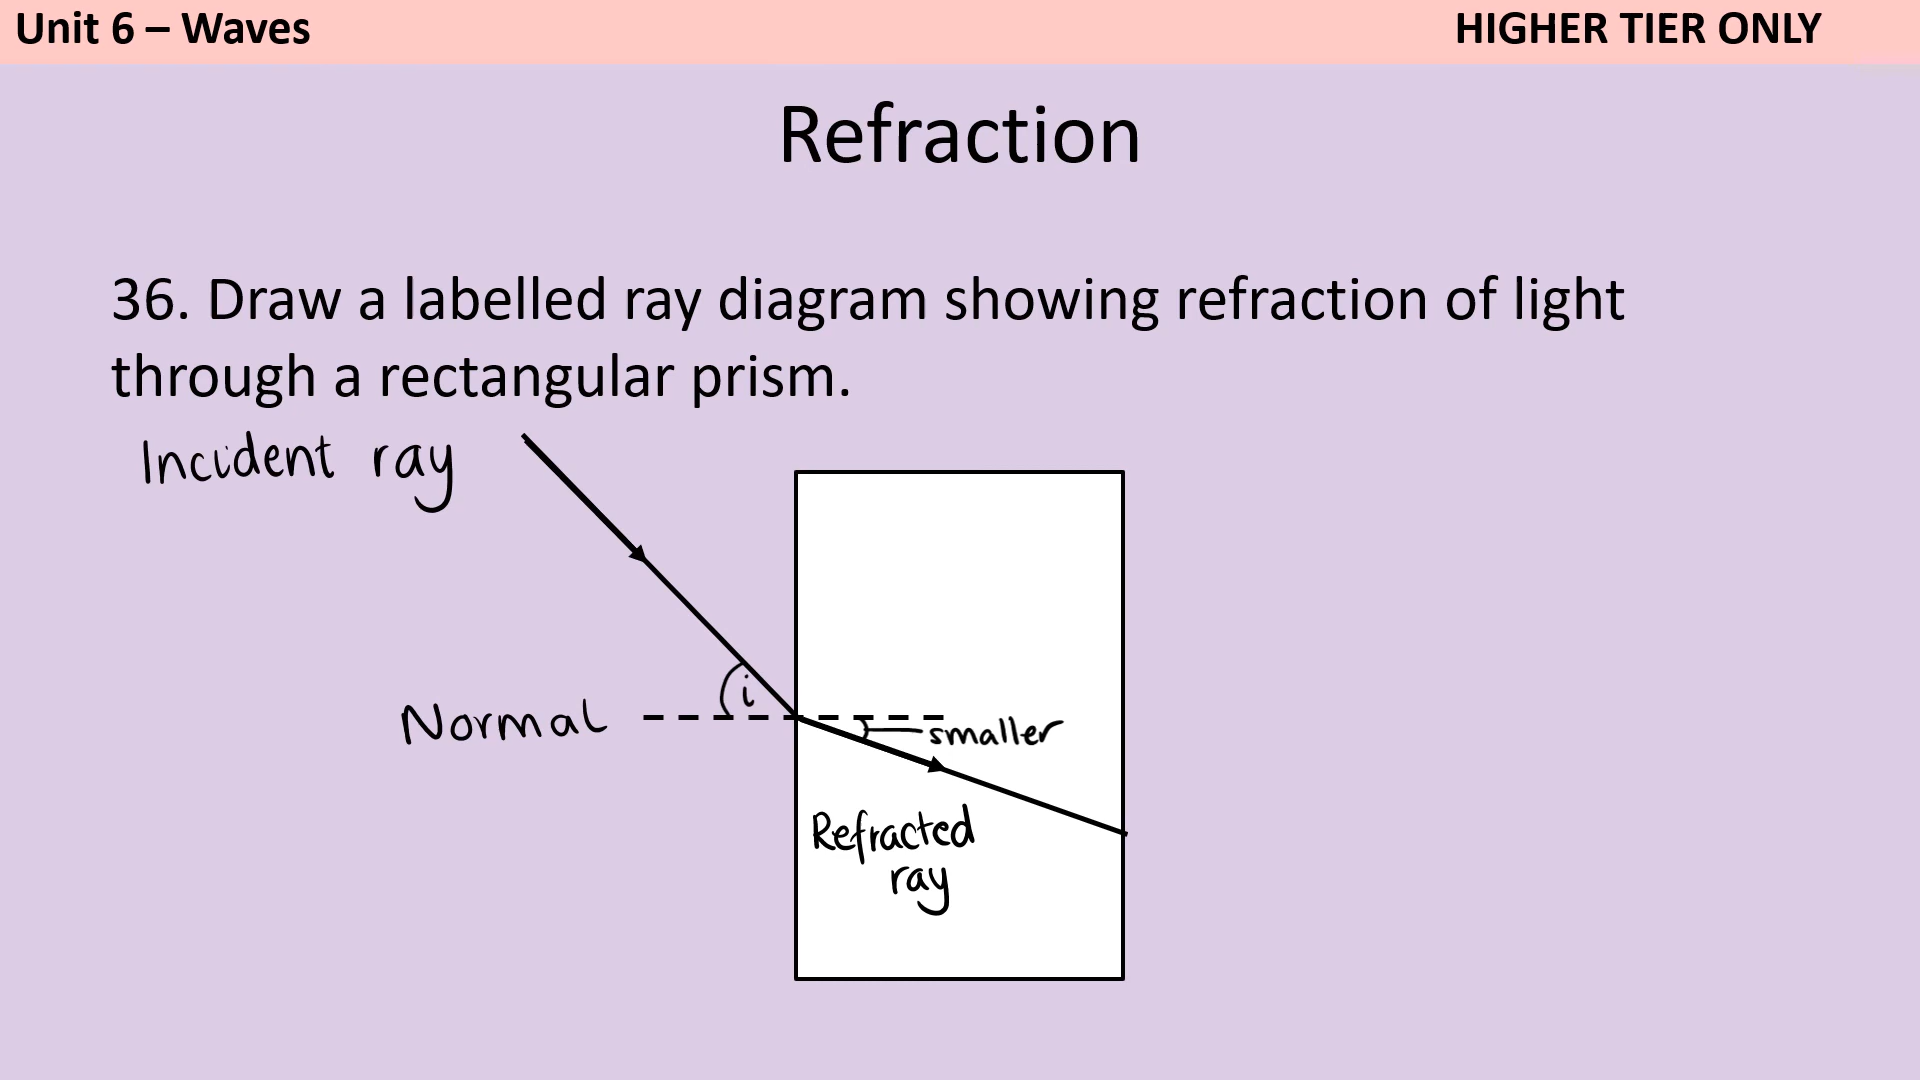 Unit 6 – Waves
HIGHER TIER ONLY
Refraction
36. Draw a labelled ray diagram showing refraction of light
through a rectangular prism.
Incident ray
i
Normal
smaller
Refracted
ray